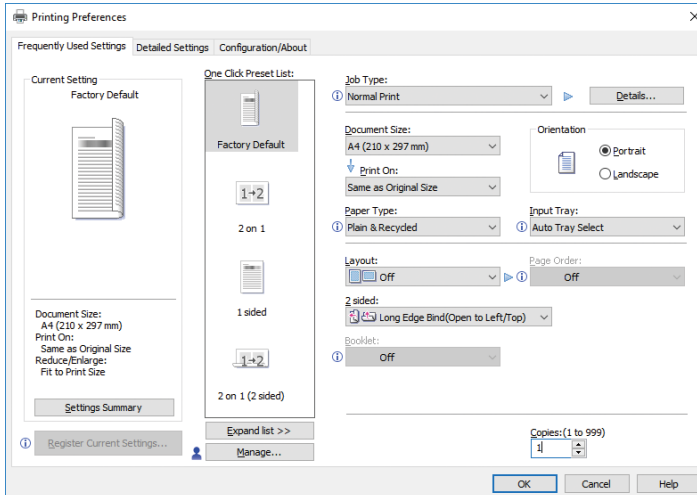 Printing Preferences
Frequently Used Settings
Detailed Settings
Configuration/About
Current Setting
Factory Default
Document Size:
A4 (210 x 297 mm)
Print On:
Same as Original Size
Reduce/Enlarge:
Fit to Print Size
Settings Summary
Register Current Settings...
One Click Preset List:
Factory Default
1→2
2 on 1
1 sided
1→2
2 on 1 (2 sided)
Expand list >>
Manage...
Job Type:
Normal Print
Details...
Document Size:
A4 (210 x 297 mm)
Print On:
Same as Original Size
Orientation
Portrait
Landscape
Paper Type:
Plain & Recycled
Input Tray:
Auto Tray Select
Layout:
Off
Page Order:
Off
2 sided:
Long Edge Bind(Open to Left/Top)
Booklet:
Off
Copies:(1 to 999)
1
OK
Cancel
Help